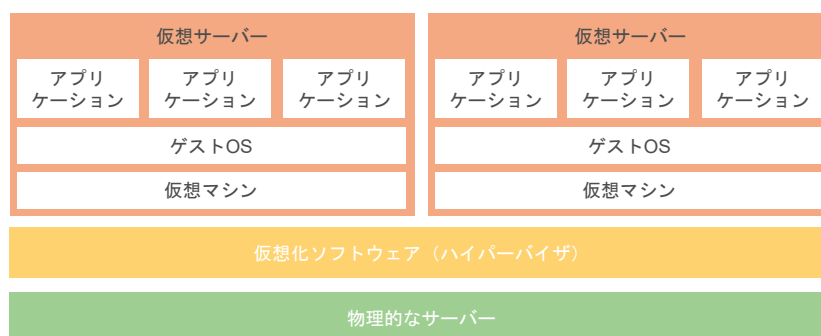 仮想サーバー
アプリ
ケーション
アプリ
ケーション
アプリ
ケーション
ゲストOS
仮想マシン
仮想サーバー
アプリ
ケーション
アプリ
ケーション
アプリ
ケーション
ゲストOS
仮想マシン
仮想化ソフトウェア（ハイパーバイザ）
物理的なサーバー